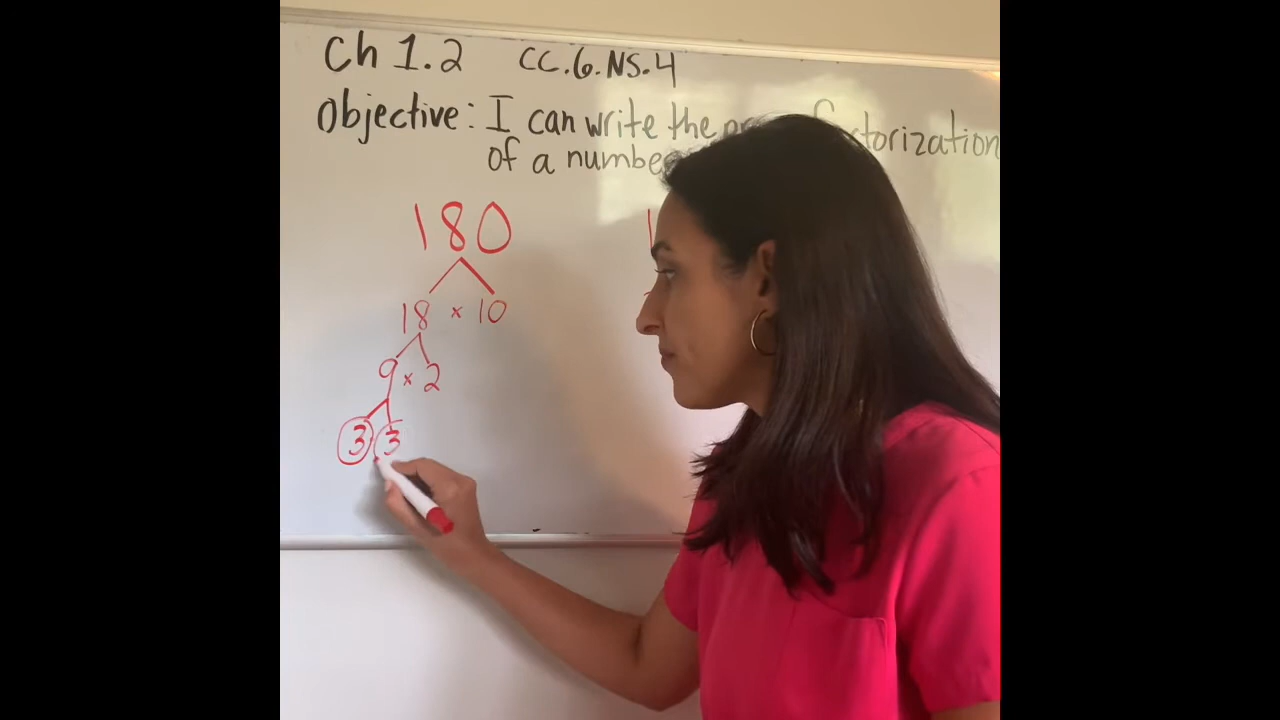 Ch 1.2 CC.6.NS.4
Objective: I can write the
of a number
180
18 × 10
9 × 2
3 3